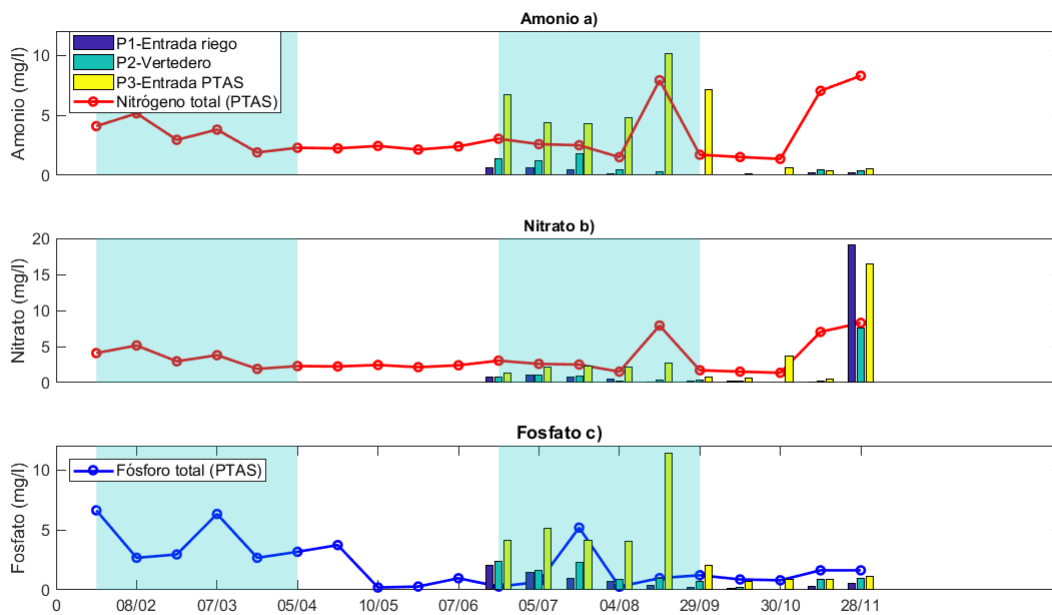 Amonio a)
Amonio (mg/l)
10
5
0
P1-Entrada riego
P2-Vertedero
P3-Entrada PTAS
Nitrógeno total (PTAS)
Nitrato b)
Nitrato (mg/l)
20
15
10
5
0
Fosfato c)
Fosfato (mg/l)
10
5
0
Fósforo total (PTAS)
0 08/02 07/03 05/04 10/05 07/06 05/07 04/08 29/09 30/10 28/11